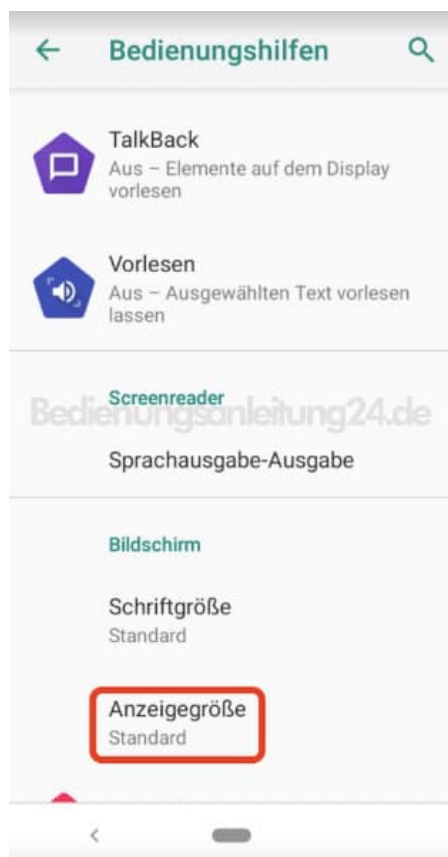 Bedienungshilfen
TalkBack
Aus – Elemente auf dem Display
vorlesen
Vorlesen
Aus – Ausgewählten Text vorlesen
lassen
Screenreader
Bedienungsanleitung24.de
Sprachausgabe-Ausgabe
Bildschirm
Schriftgröße
Standard
Anzeigegröße
Standard